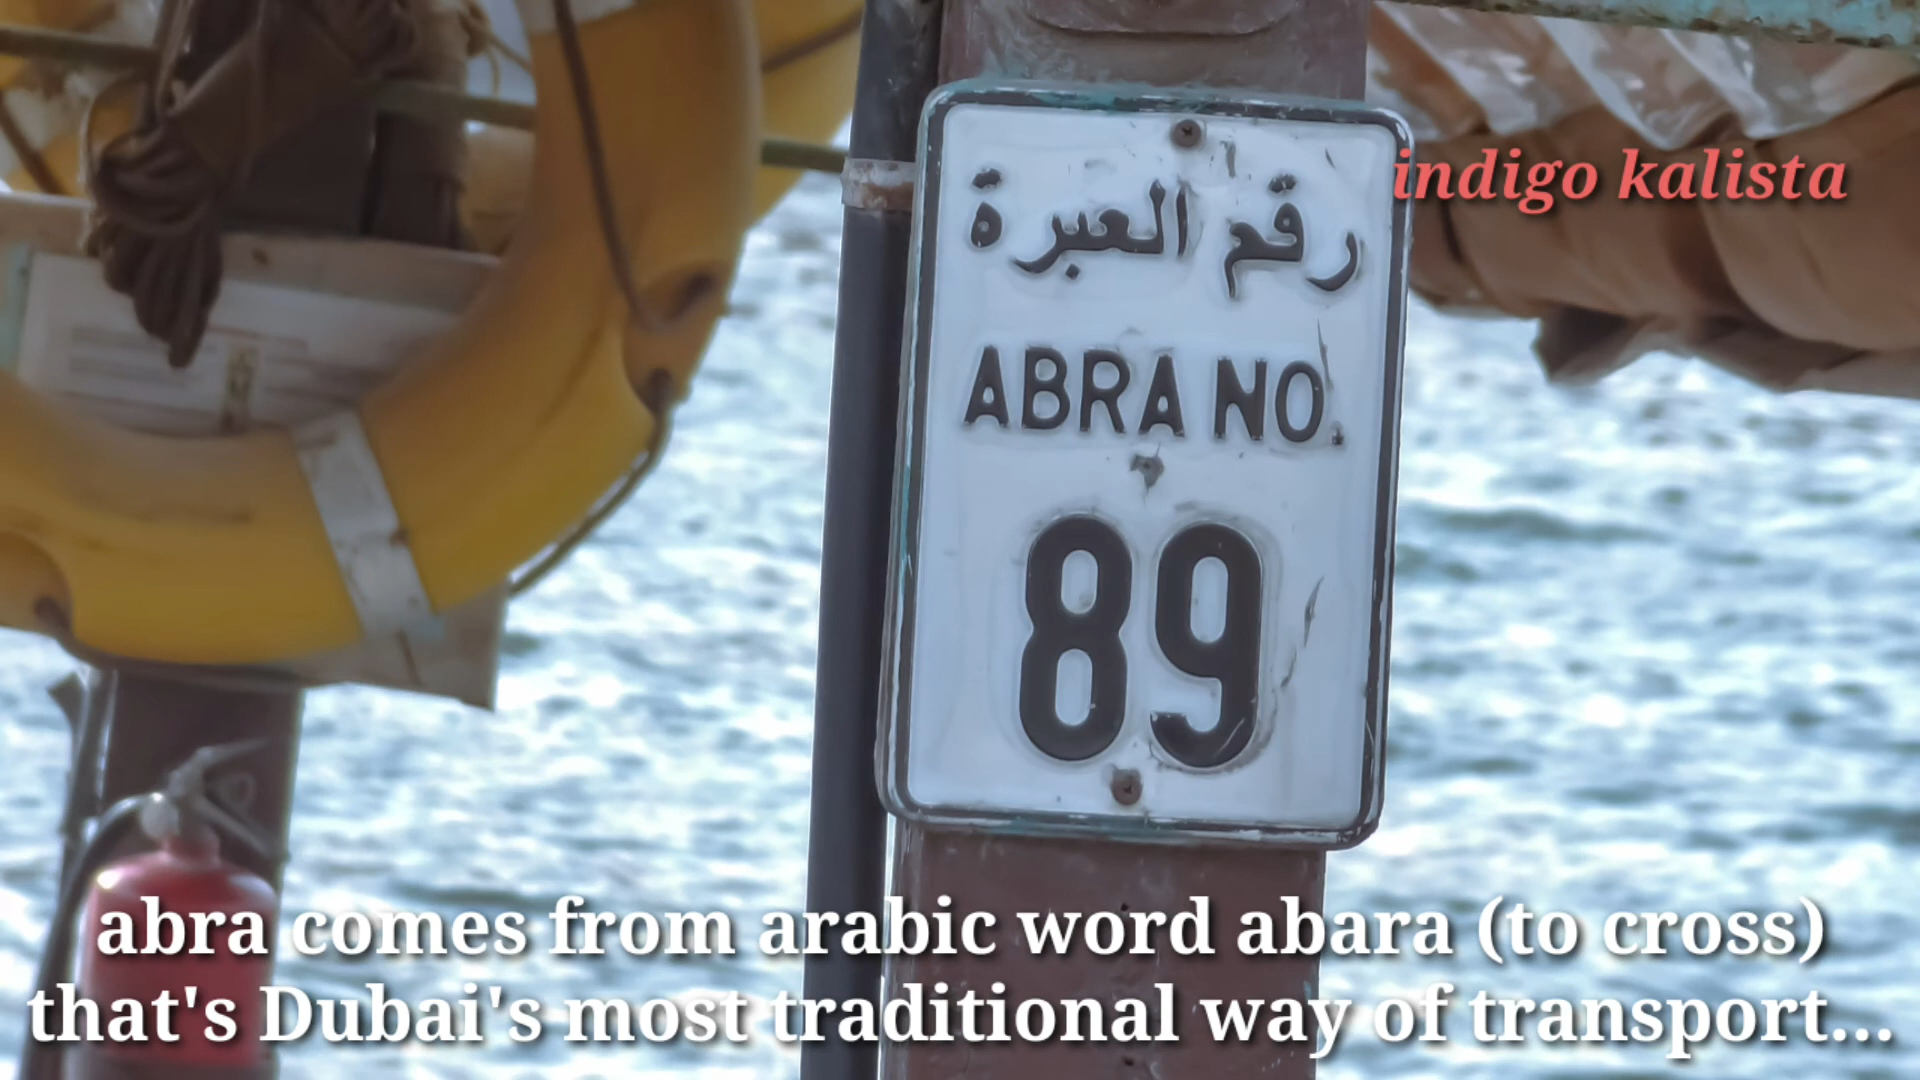 indigo kalista
رقم العبرة
ABRA NO.
89
abra comes from arabic word abara (to cross)
that's Dubai's most traditional way of transport...